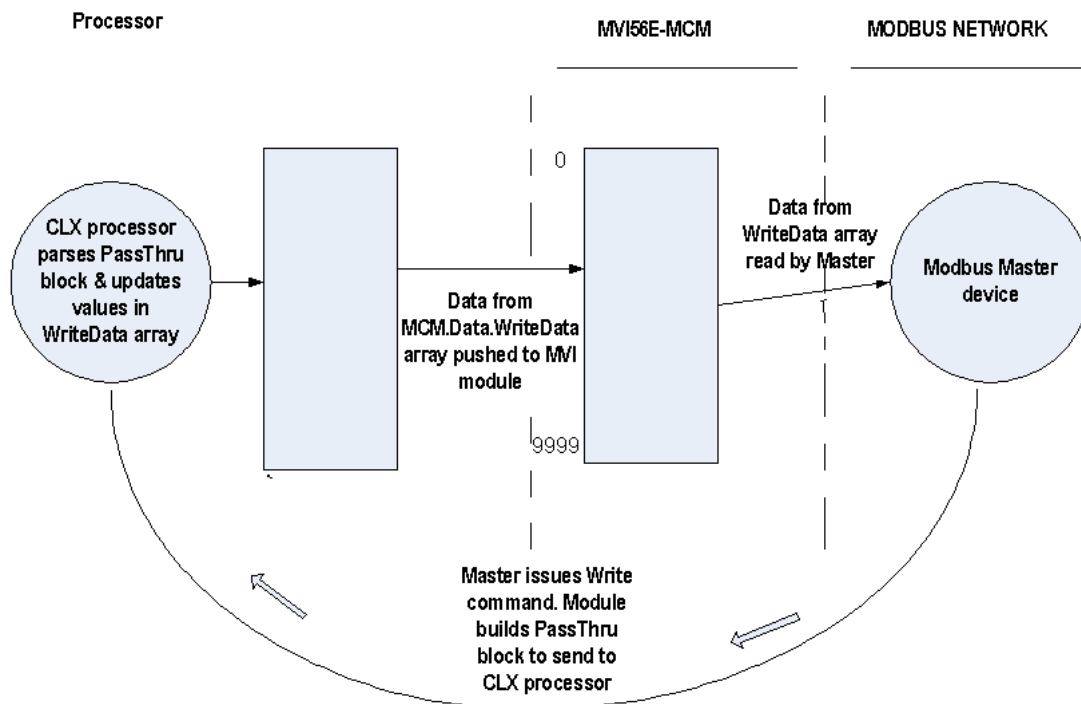 Processor
MVI56E-MCM
MODBUS NETWORK
0
CLX processor
parses PassThru
block & updates
values in
WriteData array
Data from
MCM.Data.WriteData
array pushed to MVI
module
Data from
WriteData array
read by Master
Modbus Master
device
9999
Master issues Write
command. Module
builds PassThru
block to send to
CLX processor